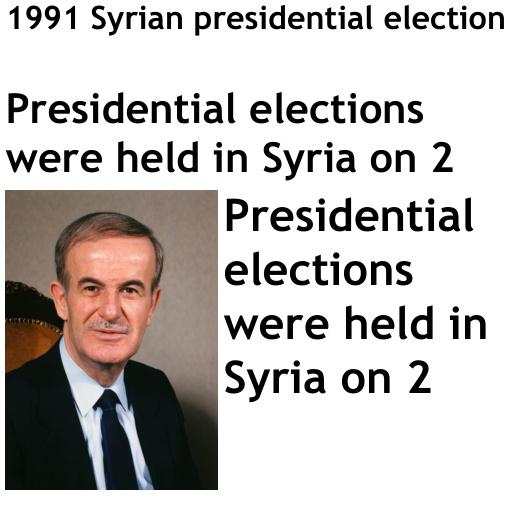 1991 Syrian presidential election
Presidential elections
were held in Syria on 2
Presidential
elections
were held in
Syria on 2